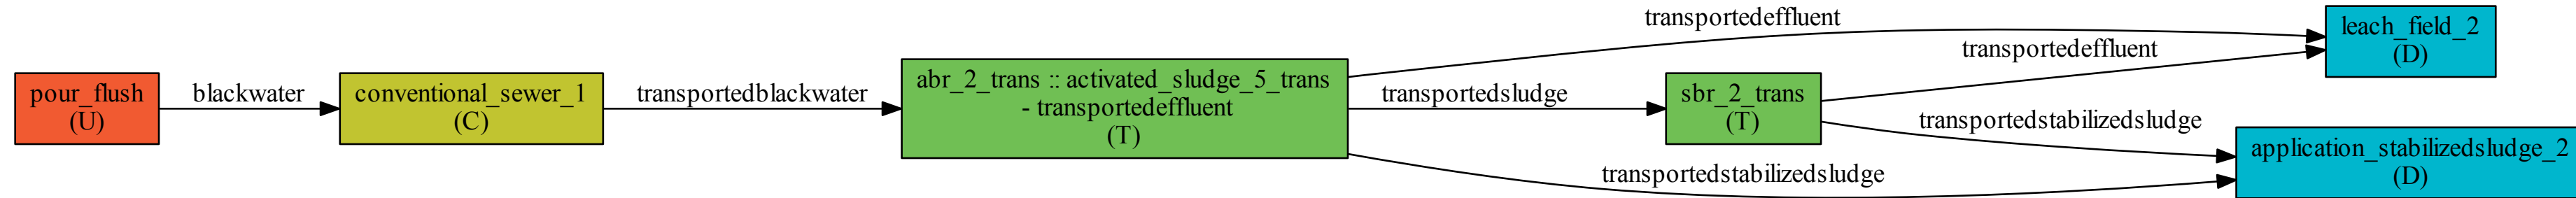 pour_flush
(U)
blackwater
conventional_sewer_1
(C)
transportedblackwater
abr_2_trans :: activated_sludge_5_trans
- transportedeffluent
(T)
transportedeffluent
transportedsludge
transportedstabilizedsludge
sbr_2_trans
(T)
transportedeffluent
transportedstabilizedsludge
leach_field_2
(D)
application_stabilizedsludge_2
(D)